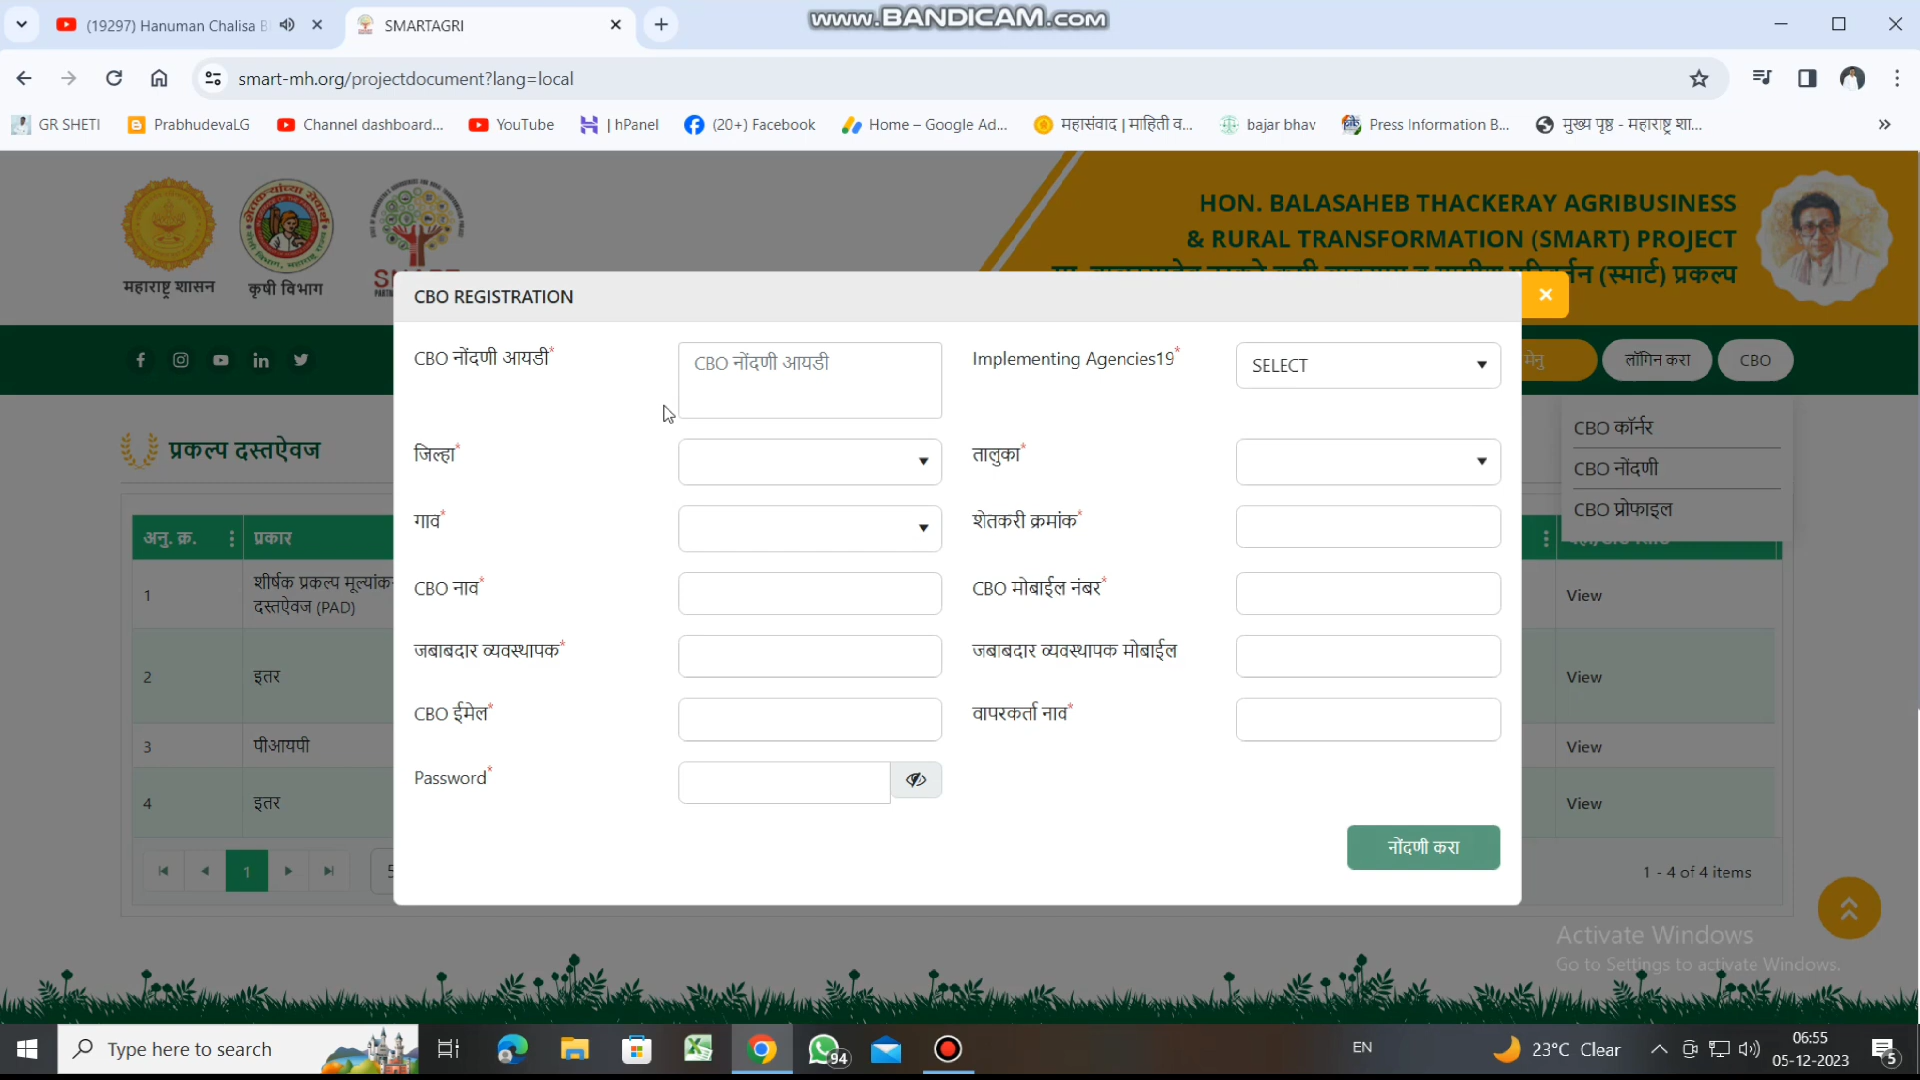 (19297) Hanuman Chalisa B
SMARTAGRI
www.BANDICAM.com
smart-mh.org/projectdocument?lang=local
GR SHETI
PrabhudevaLG
Channel dashboard...
YouTube
| hPanel
(20+) Facebook
Home – Google Ad...
महासंवाद | माहिती व...
bajar bhav
Press Information B...
मुख्य पृष्ठ - महाराष्ट्र शा...
महाराष्ट्र शासन
कृषी विभाग
HON. BALASAHEB THACKERAY AGRIBUSINESS
& RURAL TRANSFORMATION (SMART) PROJECT
(स्मार्ट) प्रकल्प
मेनु
लॉगिन करा
CBO
CBO कॉर्नर
CBO नोंदणी
CBO प्रोफाइल
CBO REGISTRATION
CBO नोंदणी आयडी*
CBO नोंदणी आयडी
Implementing Agencies19*
SELECT
जिल्हा*
तालुका*
गाव*
शेतकरी क्रमांक*
CBO नाव*
CBO मोबाईल नंबर*
जबाबदार व्यवस्थापक*
जबाबदार व्यवस्थापक मोबाईल
CBO ईमेल*
वापरकर्ता नाव*
Password*
नोंदणी करा
प्रकल्प दस्तऐवज
अनु. क्र.
प्रकार
1
शीर्षक प्रकल्प मूल्यांक
दस्तऐवज (PAD)
View
2
इतर
View
3
पीआयपी
View
4
इतर
View
1
1 - 4 of 4 items
Activate Windows
Go to Settings to activate Windows.
Type here to search
94
EN
23°C Clear
06:55
05-12-2023
5